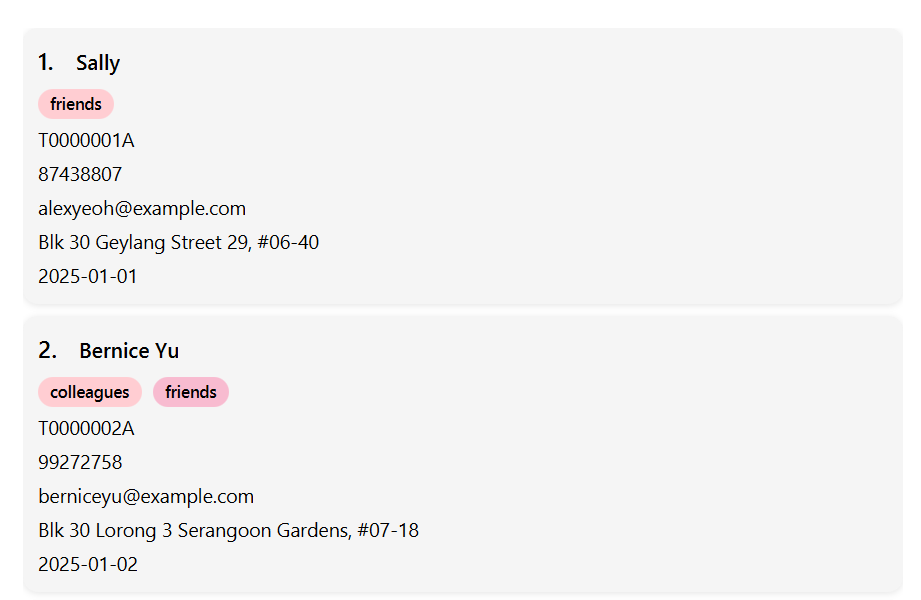 1. Sally
friends
T0000001A
87438807
alexyeoh@example.com
Blk 30 Geylang Street 29, #06-40
2025-01-01
2. Bernice Yu
colleagues friends
T0000002A
99272758
berniceyu@example.com
Blk 30 Lorong 3 Serangoon Gardens, #07-18
2025-01-02